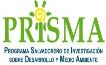 PRISMA
PROGRAMA SALVADOREÑO DE INVESTIGACIÓN
SOBRE DESARROLLO Y MEDIO AMBIENTE